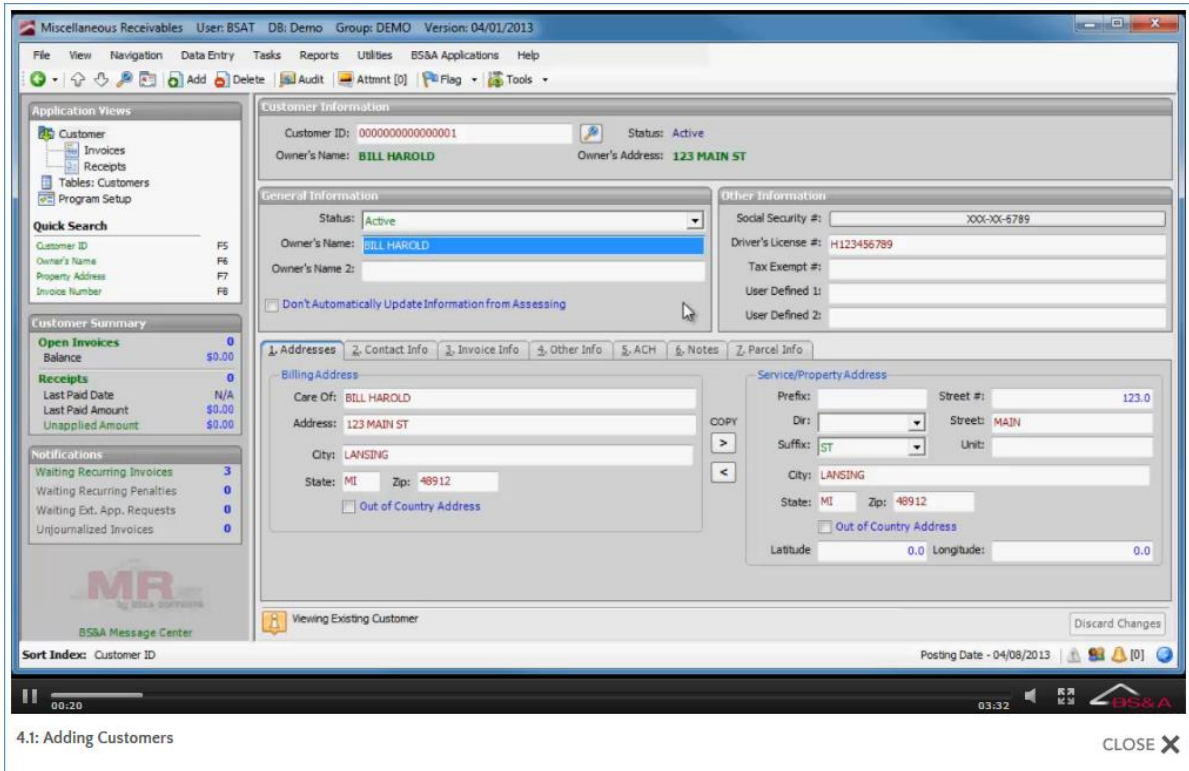 Miscellaneous Receivables User: BSAT DB: Demo Group: DEMO Version: 04/01/2013
File View Navigation Data Entry Tasks Reports Utilities BS&A Applications Help
Add Delete Audit Attmnt [0] Flag Tools
Application Views
Customer
Invoices
Receipts
Tables: Customers
Program Setup
Quick Search
Customer ID F5
Owner's Name F6
Property Address F7
Invoice Number F8
Customer Summary
Open Invoices 0
Balance $0.00
Receipts 0
Last Paid Date N/A
Last Paid Amount $0.00
Unapplied Amount $0.00
Notifications
Waiting Recurring Invoices 3
Waiting Recurring Penalties 0
Waiting Ext. App. Requests 0
Unjournalized Invoices 0
MR
by BS&A SOFTWARE
BS&A Message Center
Customer Information
Customer ID: 0000000000000001 Status: Active
Owner's Name: BILL HAROLD Owner's Address: 123 MAIN ST
General Information
Status: Active
Owner's Name: BILL HAROLD
Owner's Name 2:
Don't Automatically Update Information from Assessing
Other Information
Social Security #: XXX-XX-6789
Driver's License #: H123456789
Tax Exempt #:
User Defined 1:
User Defined 2:
1. Addresses 2. Contact Info 3. Invoice Info 4. Other Info 5. ACH 6. Notes 7. Parcel Info
Billing Address
Care Of: BILL HAROLD
Address: 123 MAIN ST
City: LANSING
State: MI Zip: 48912
Out of Country Address
COPY
>
<
Service/Property Address
Prefix: Street #: 123.0
Dir: Street: MAIN
Suffix: ST Unit:
City: LANSING
State: MI Zip: 48912
Out of Country Address
Latitude 0.0 Longitude: 0.0
Viewing Existing Customer Discard Changes
Sort Index: Customer ID Posting Date - 04/08/2013 [0]
00:20 03:32 BS&A
4.1: Adding Customers CLOSE